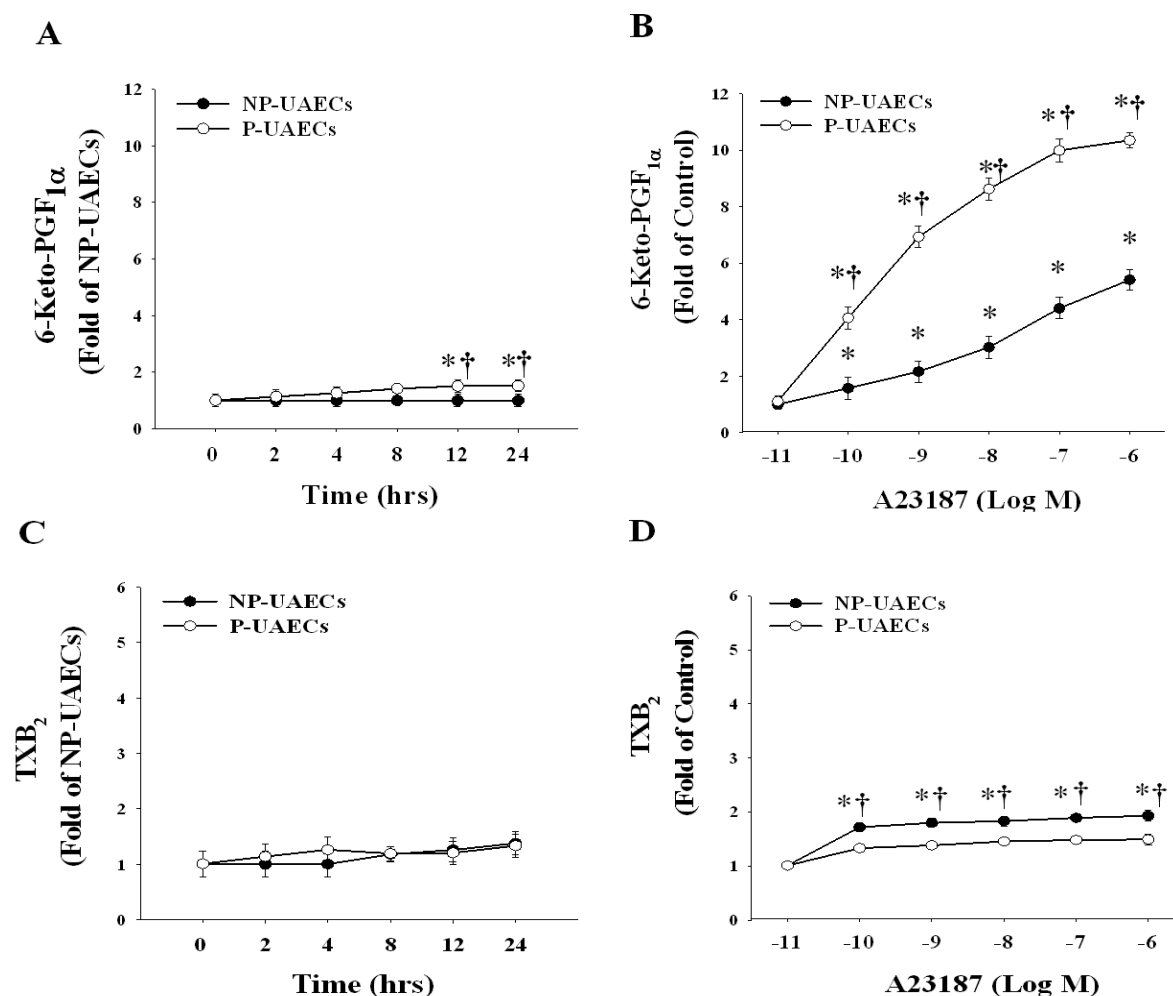 A
12
10
8
6
4
2
0
NP-UAECs
P-UAECs
6-Keto-PGF1α
(Fold of NP-UAECs)
*† *†
0 2 4 8 12 24
Time (hrs)
B
12
10
8
6
4
2
0
NP-UAECs
P-UAECs
6-Keto-PGF1α
(Fold of Control)
*† *† *† *† *†
* * * * *
-11 -10 -9 -8 -7 -6
A23187 (Log M)
C
6
5
4
3
2
1
0
NP-UAECs
P-UAECs
TXB2
(Fold of NP-UAECs)
0 2 4 8 12 24
Time (hrs)
D
6
5
4
3
2
1
0
NP-UAECs
P-UAECs
TXB2
(Fold of Control)
*† *† *† *† *†
-11 -10 -9 -8 -7 -6
A23187 (Log M)